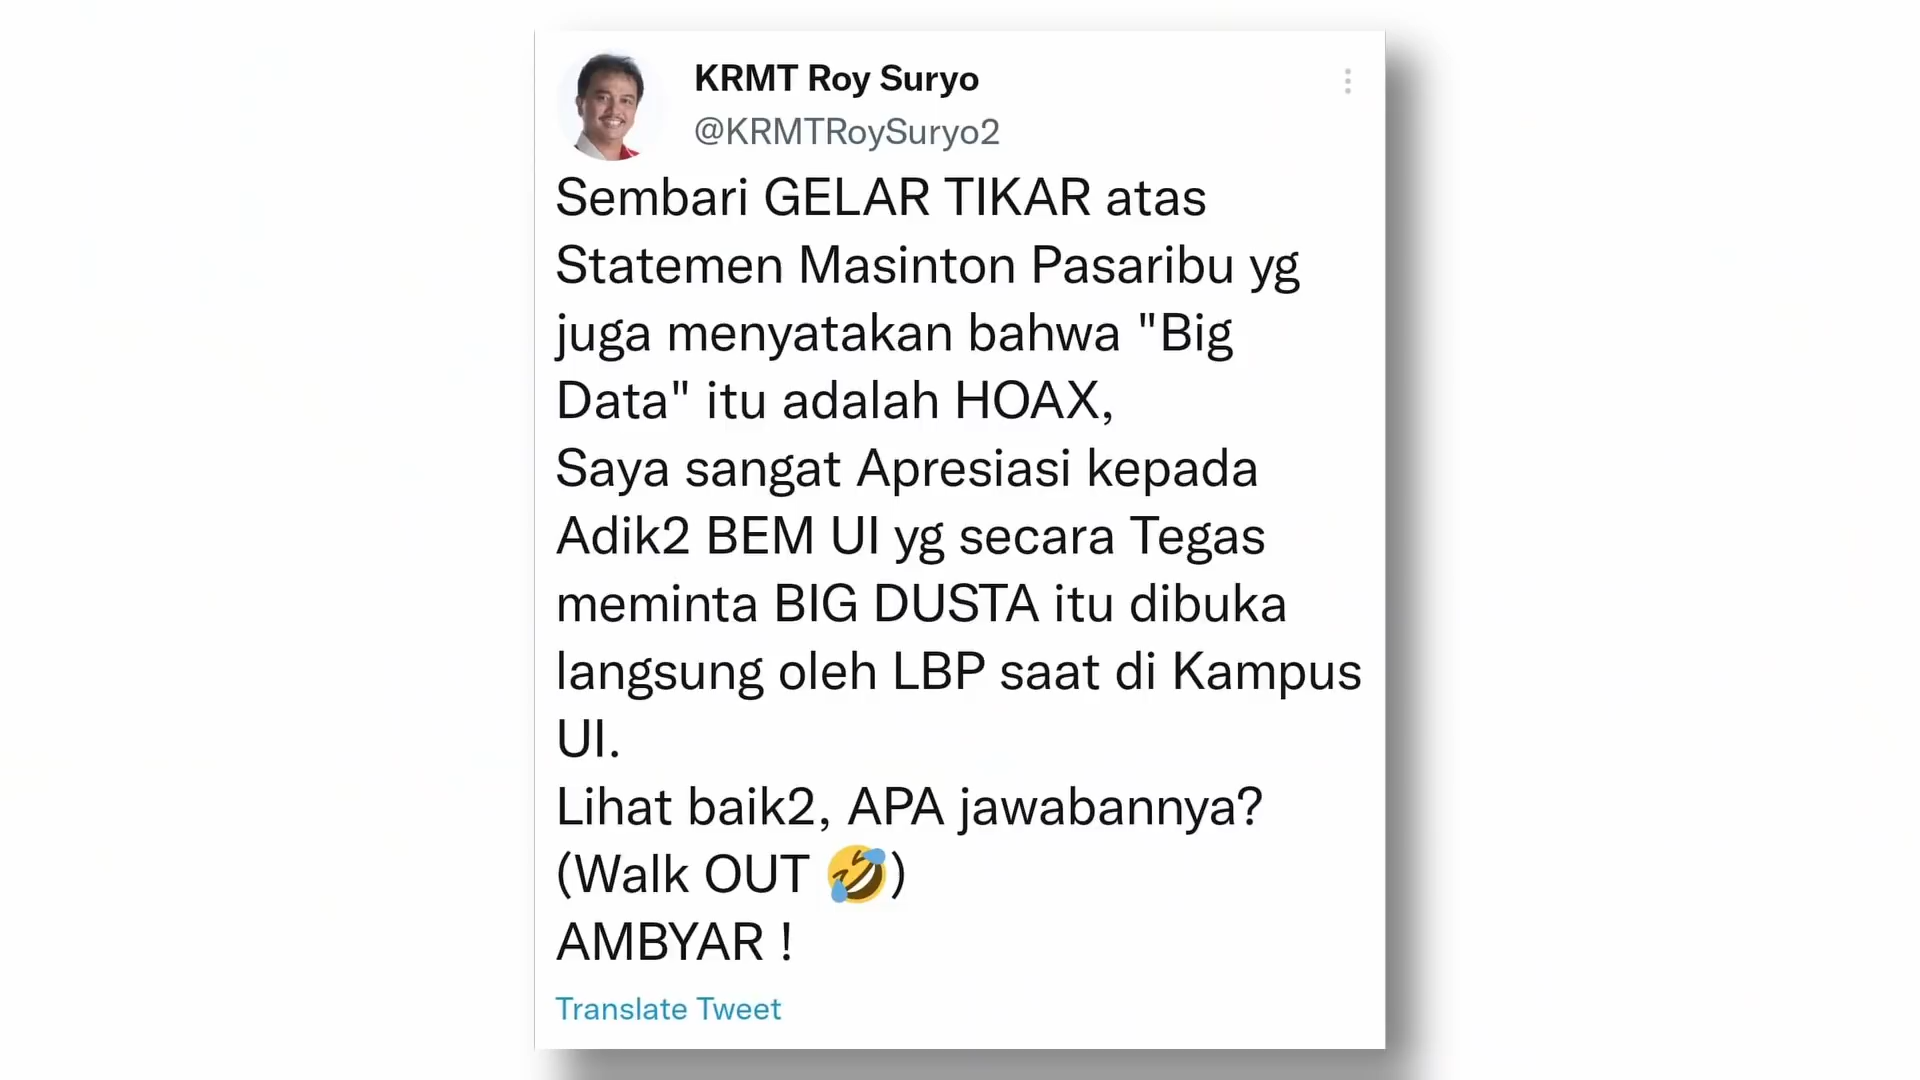 KRMT Roy Suryo
@KRMTRoySuryo2
Sembari GELAR TIKAR atas
Statemen Masinton Pasaribu yg
juga menyatakan bahwa "Big
Data" itu adalah HOAX,
Saya sangat Apresiasi kepada
Adik2 BEM UI yg secara Tegas
meminta BIG DUSTA itu dibuka
langsung oleh LBP saat di Kampus
UI.
Lihat baik2, APA jawabannya?
(Walk OUT 🤣)
AMBYAR !
Translate Tweet